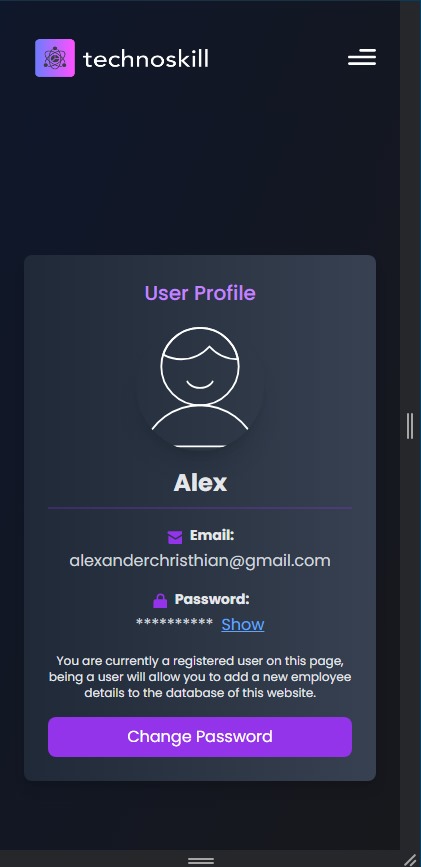 technoskill
User Profile
Alex
Email:
alexanderchristhian@gmail.com
Password:
********** Show
You are currently a registered user on this page,
being a user will allow you to add a new employee
details to the database of this website.
Change Password